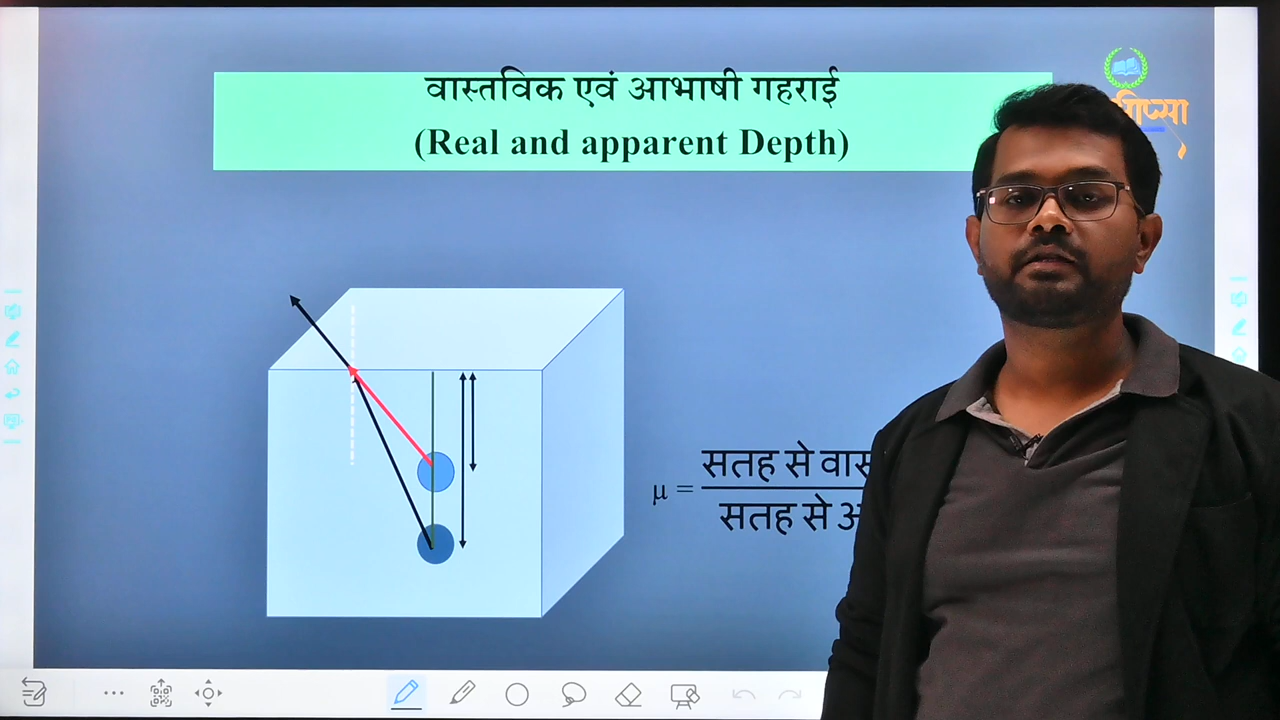 वास्तविक एवं आभाषी गहराई
(Real and apparent Depth)
μ =
सतह से
सतह से